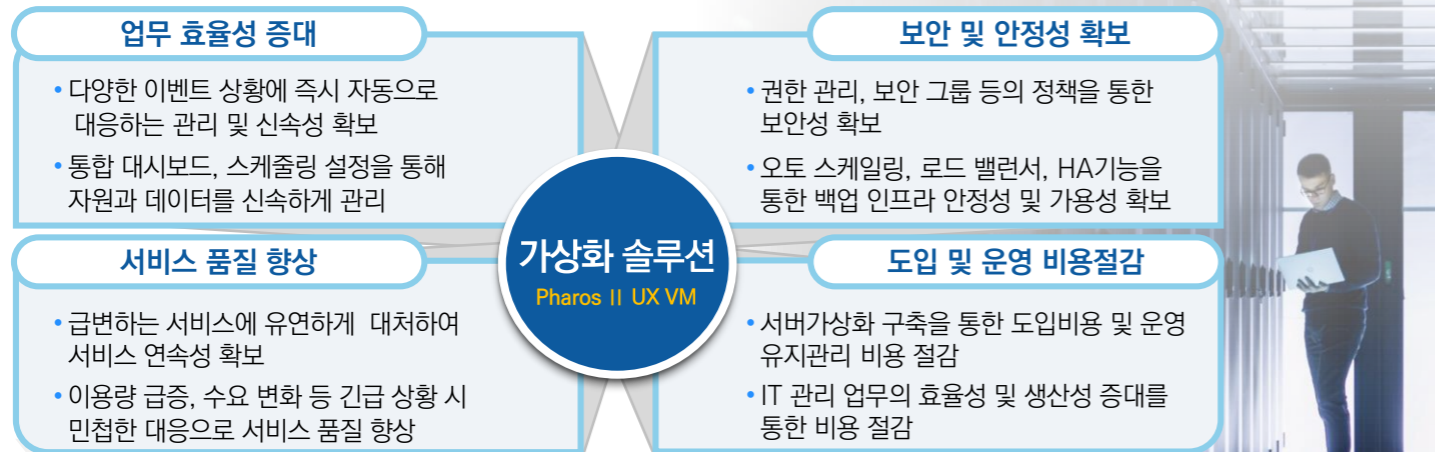 업무 효율성 증대
• 다양한 이벤트 상황에 즉시 자동으로
대응하는 관리 및 신속성 확보
• 통합 대시보드, 스케줄링 설정을 통해
자원과 데이터를 신속하게 관리
보안 및 안정성 확보
• 권한 관리, 보안 그룹 등의 정책을 통한
보안성 확보
• 오토 스케일링, 로드 밸런서, HA기능을
통한 백업 인프라 안정성 및 가용성 확보
가상화 솔루션
Pharos II UX VM
서비스 품질 향상
• 급변하는 서비스에 유연하게 대처하여
서비스 연속성 확보
• 이용량 급증, 수요 변화 등 긴급 상황 시
민첩한 대응으로 서비스 품질 향상
도입 및 운영 비용절감
• 서버가상화 구축을 통한 도입비용 및 운영
유지관리 비용 절감
• IT 관리 업무의 효율성 및 생산성 증대를
통한 비용 절감